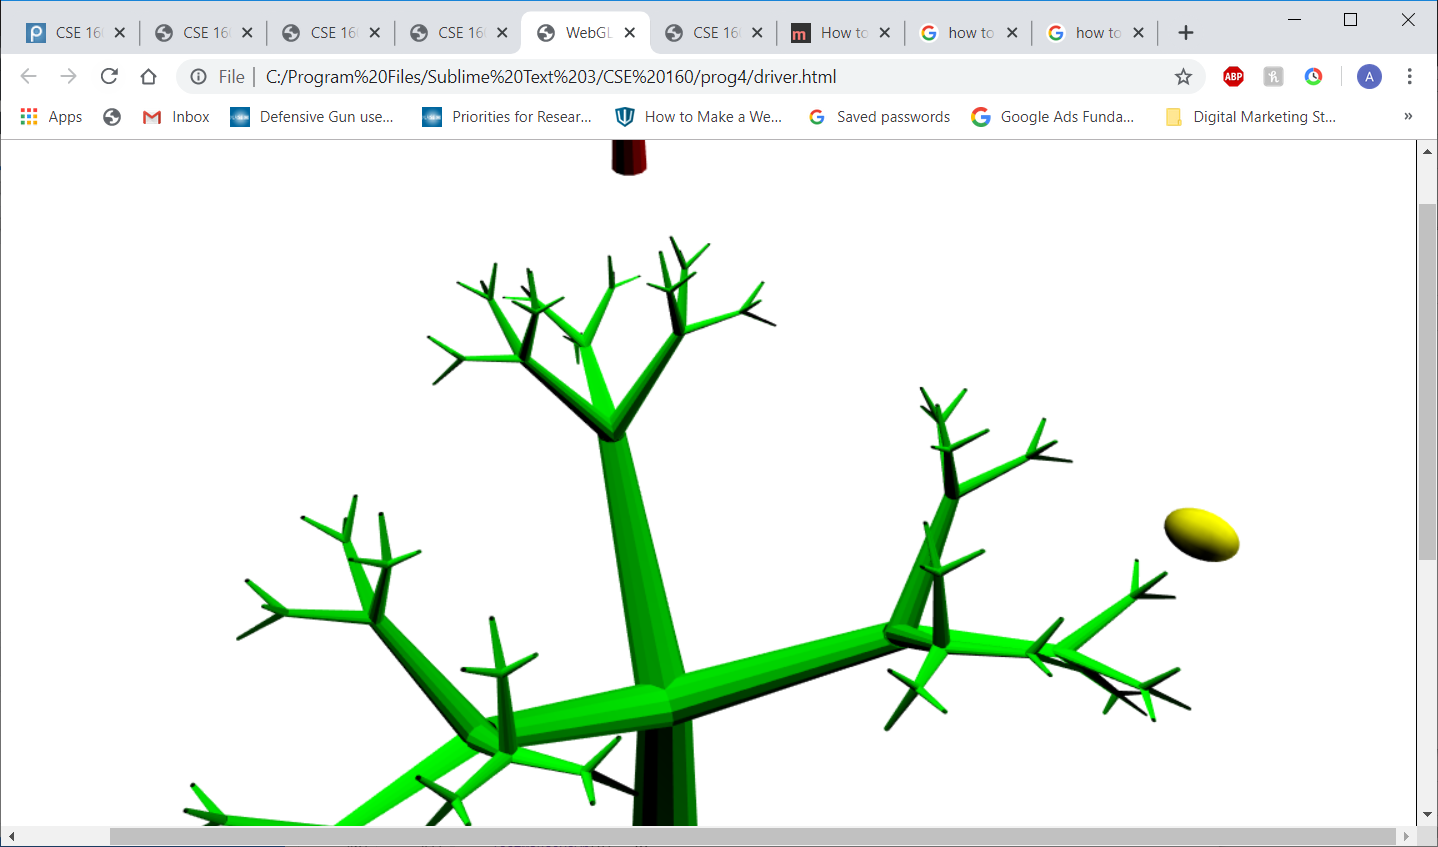 CSE 16 CSE 16 CSE 16 CSE 16 WebGL CSE 16 How to how to how to
File C:/Program%20Files/Sublime%20Text%203/CSE%20160/prog4/driver.html ABP A
Apps Inbox Defensive Gun use... Priorities for Resear... How to Make a We... Saved passwords Google Ads Funda... Digital Marketing St... »